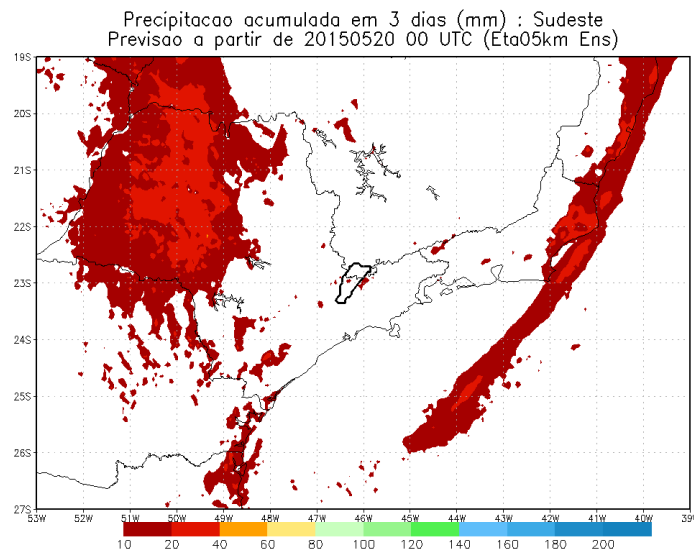 Precipitacao acumulada em 3 dias (mm) : Sudeste
Previsao a partir de 20150520 00 UTC (Eta05km Ens)
19S
20S
21S
22S
23S
24S
25S
26S
27S
53W 52W 51W 50W 49W 48W 47W 46W 45W 44W 43W 42W 41W 40W 39W
10 20 40 60 80 100 120 140 160 180 200